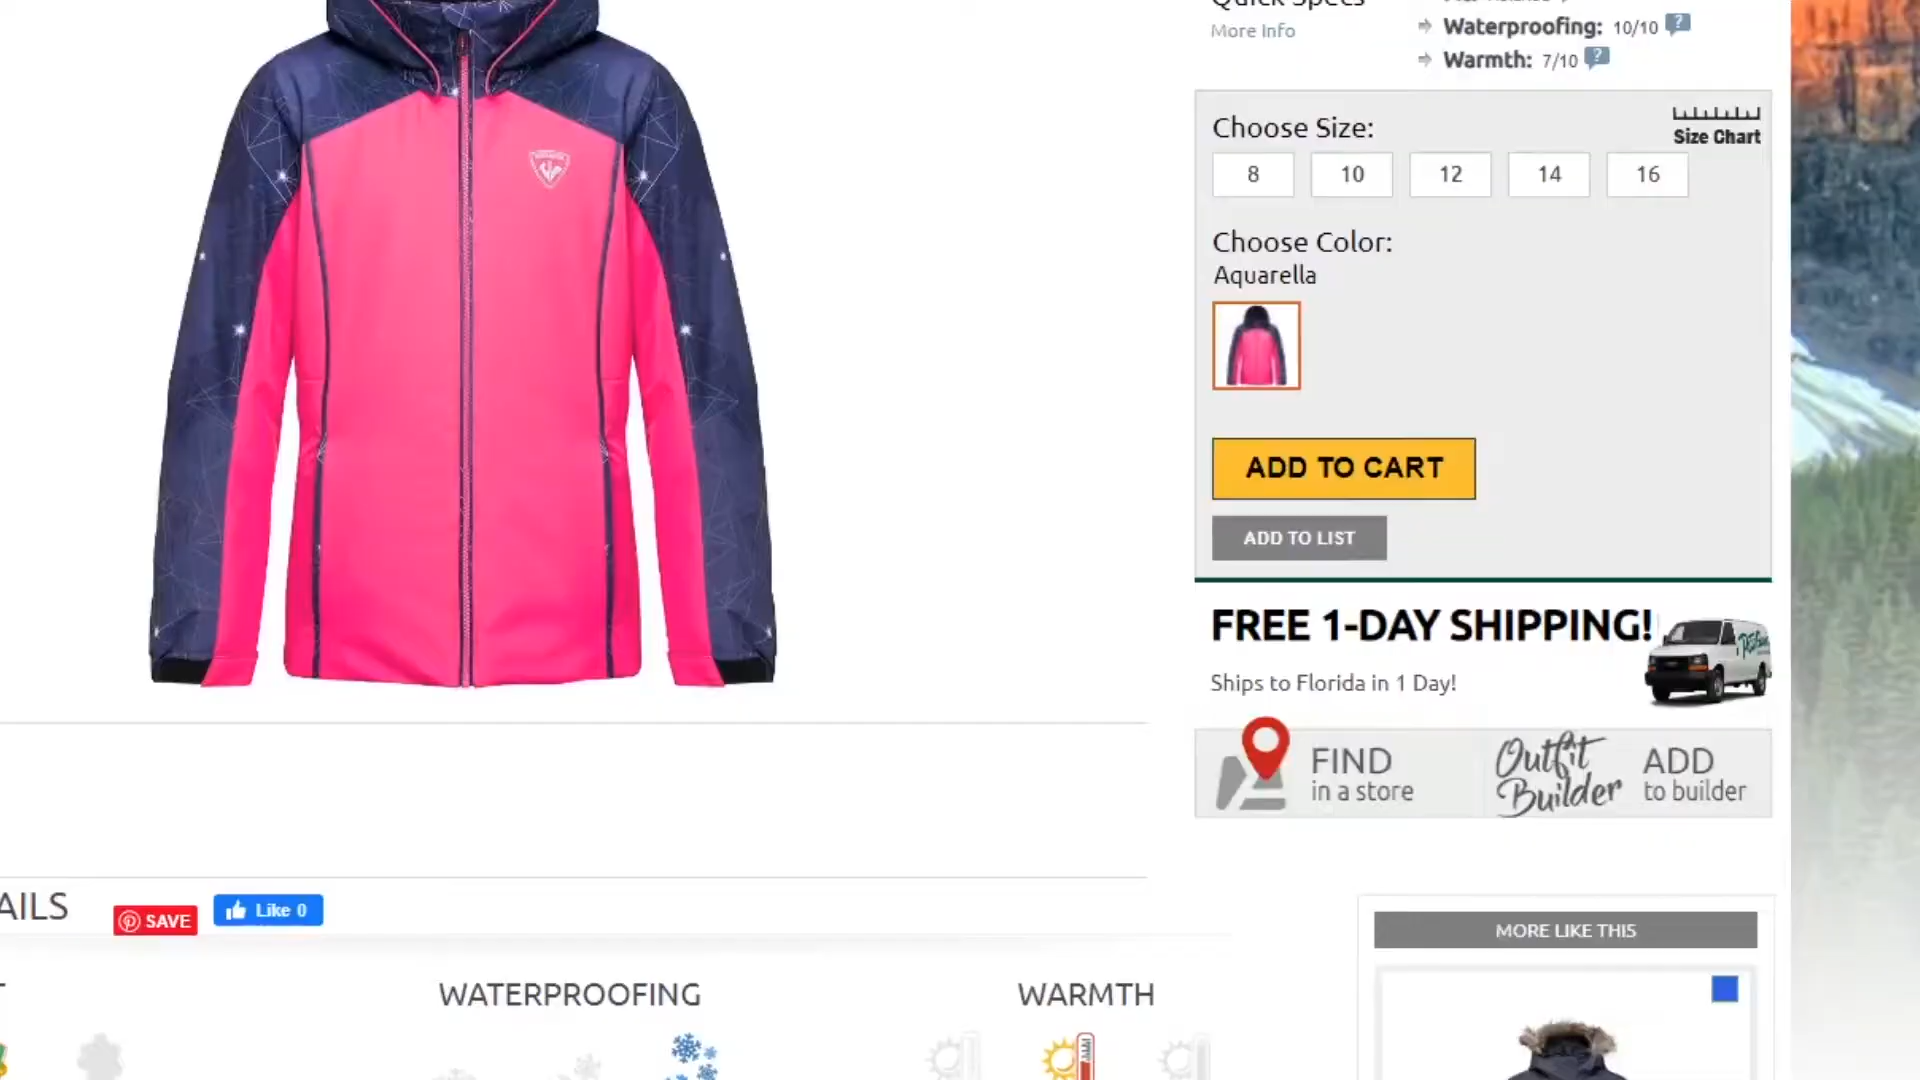 Quick Specs
More Info
Waterproofing: 10/10 ?
Warmth: 7/10 ?
Choose Size:
Size Chart
8 10 12 14 16
Choose Color:
Aquarella
ADD TO CART
ADD TO LIST
FREE 1-DAY SHIPPING!
Ships to Florida in 1 Day!
FIND
in a store
Outfit
Builder
ADD
to builder
AILS
SAVE
Like 0
MORE LIKE THIS
WATERPROOFING
WARMTH